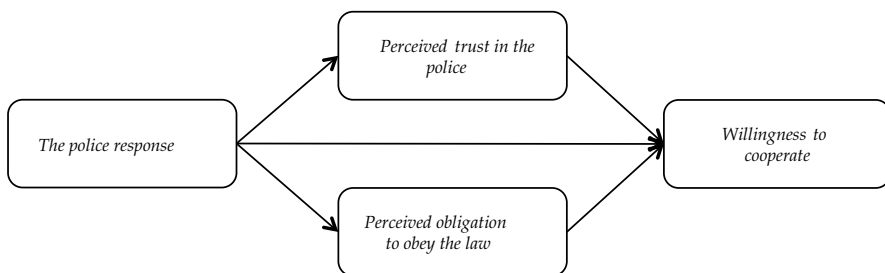 Perceived trust in the
police
The police response
Willingness to
cooperate
Perceived obligation
to obey the law